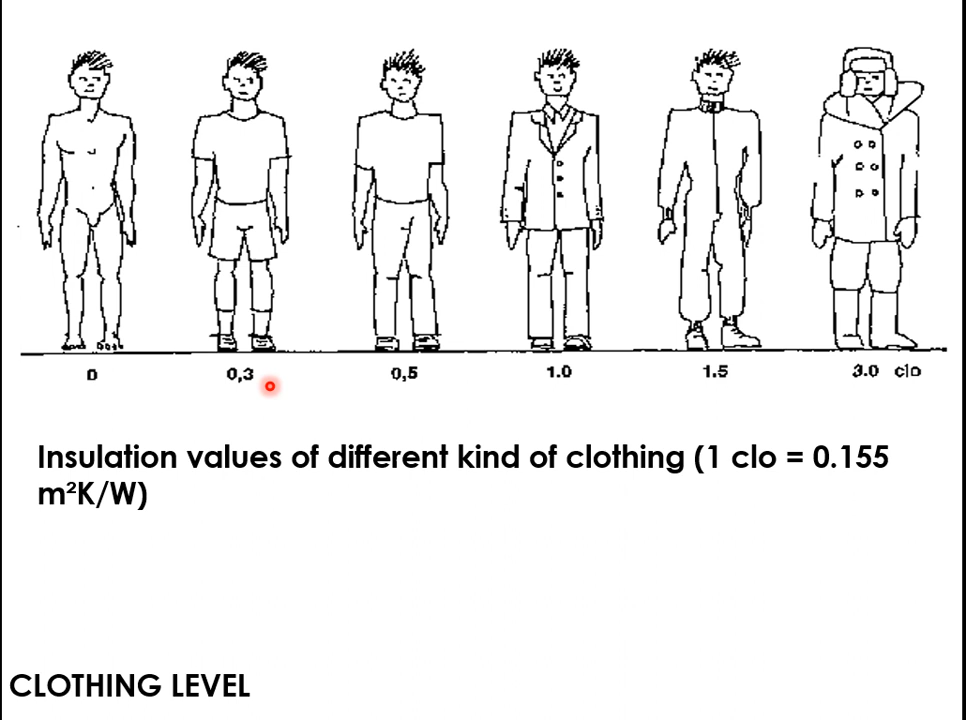 0 0,3 0,5 1.0 1.5 3.0 clo
Insulation values of different kind of clothing (1 clo = 0.155
m²K/W)
CLOTHING LEVEL